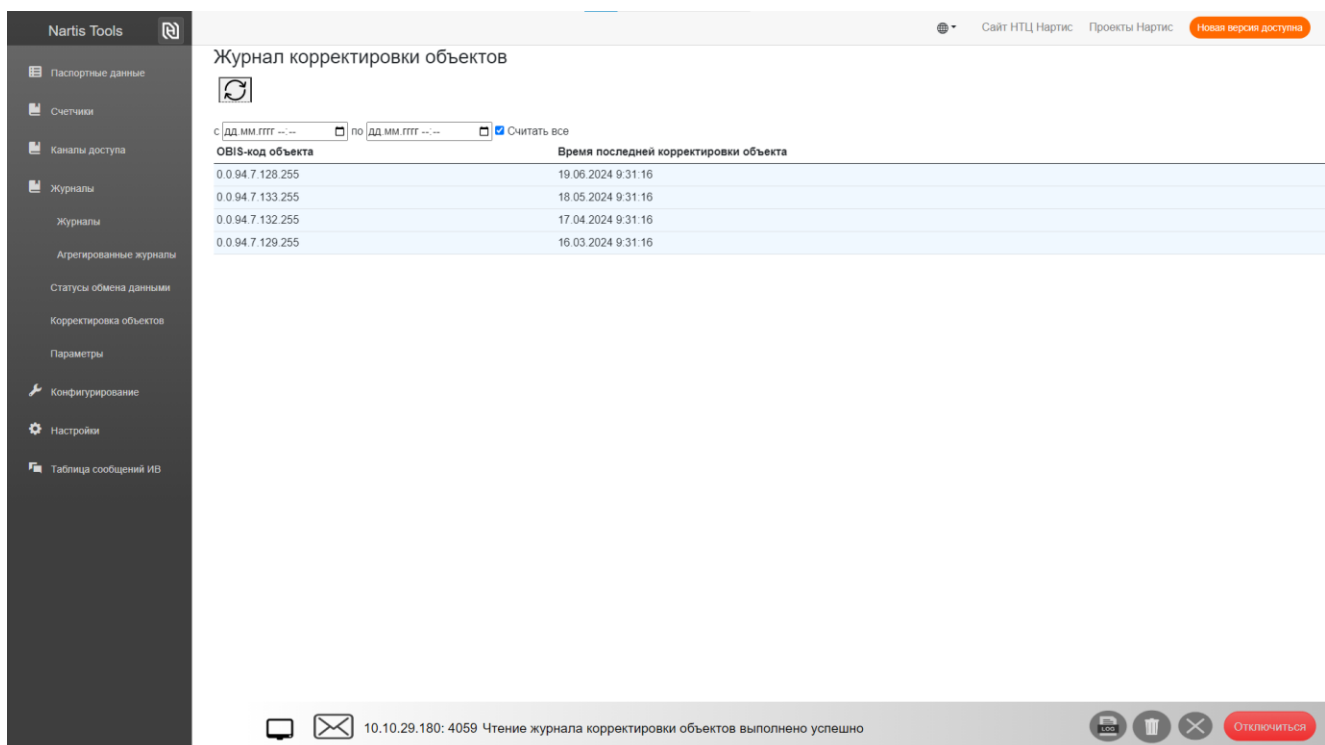 Nartis Tools
Сайт НТЦ Нартис Проекты Нартис Новая версия доступна
Паспортные данные
Счетчики
Каналы доступа
Журналы
Журналы
Агрегированные журналы
Статусы обмена данными
Корректировка объектов
Параметры
Конфигурирование
Настройки
Таблица сообщений ИВ
Журнал корректировки объектов
с дд.мм.гггг --:-- по дд.мм.гггг --:-- Считать все
OBIS-код объекта Время последней корректировки объекта
0.0.94.7.128.255 19.06.2024 9:31:16
0.0.94.7.133.255 18.05.2024 9:31:16
0.0.94.7.132.255 17.04.2024 9:31:16
0.0.94.7.129.255 16.03.2024 9:31:16
10.10.29.180: 4059 Чтение журнала корректировки объектов выполнено успешно
LOG
Отключиться